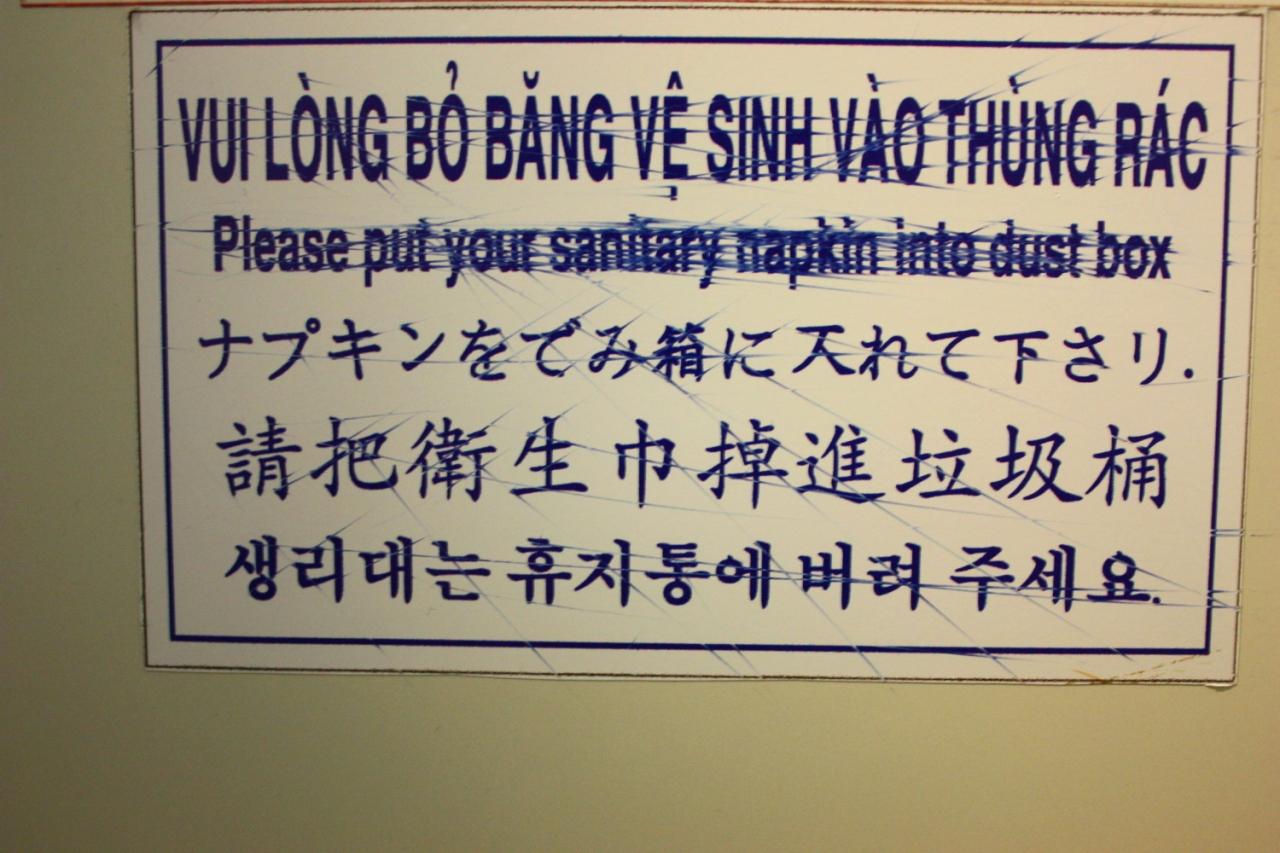 VUI LÒNG BỎ BĂNG VỆ SINH VÀO THÙNG RÁC
Please put your sanitary napkin into dust box
ナプキンをでみ箱に入れて下さリ.
請把衛生巾掉進垃圾桶
생리대는 휴지통에 버려 주세요.